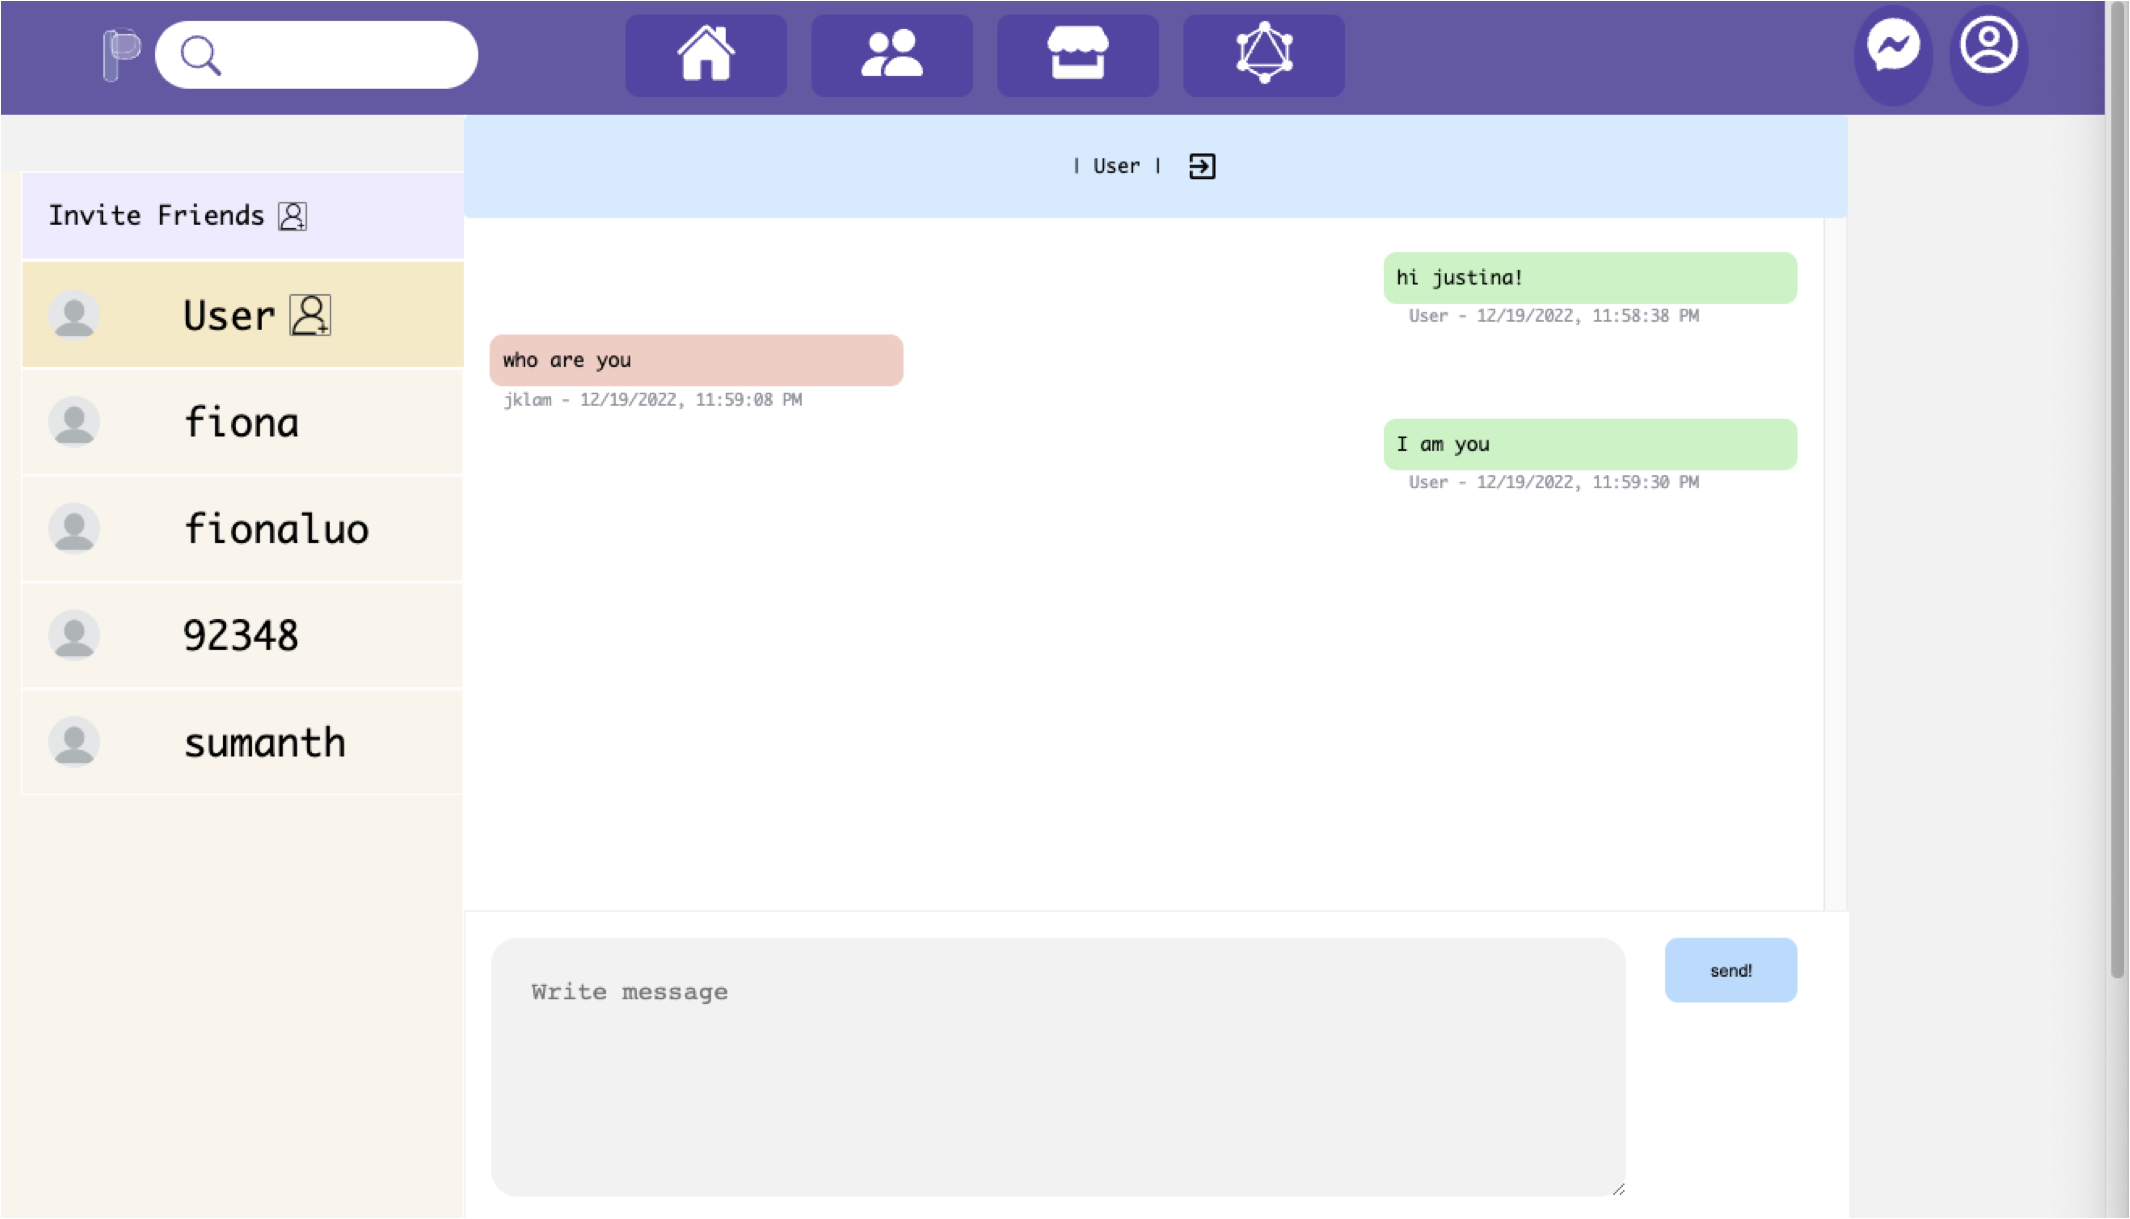 P
| User |
Invite Friends
User
fiona
fionaluo
92348
sumanth
hi justina!
User - 12/19/2022, 11:58:38 PM
who are you
jklam - 12/19/2022, 11:59:08 PM
I am you
User - 12/19/2022, 11:59:30 PM
Write message
send!